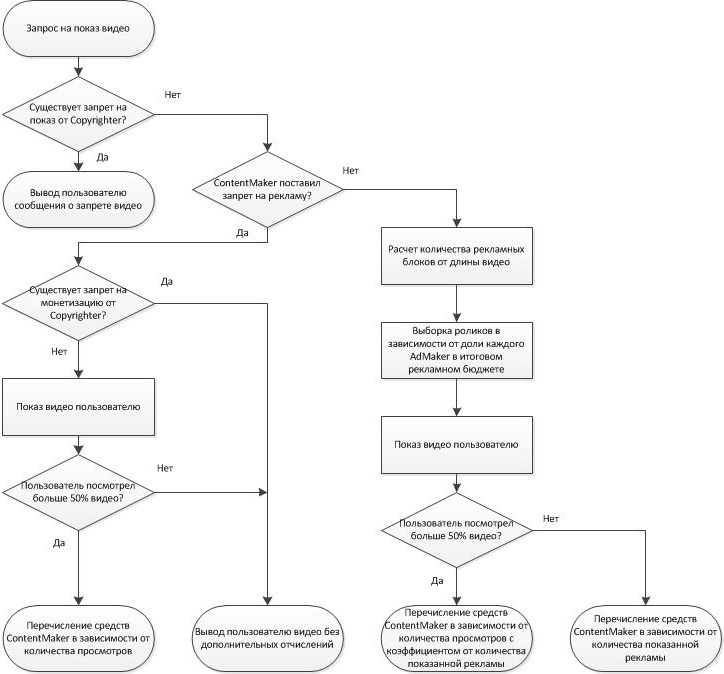 Запрос на показ видео
Существует запрет на
показ от Copyrighter?
Нет
Да
Вывод пользователю
сообщения о запрете видео
ContentMaker поставил
запрет на рекламу?
Нет
Да
Расчет количества рекламных
блоков от длины видео
Существует запрет на
монетизацию от
Copyrighter?
Да
Нет
Выборка роликов в
зависимости от доли каждого
AdMaker в итоговом
рекламном бюджете
Показ видео пользователю
Показ видео пользователю
Пользователь посмотрел
больше 50% видео?
Нет
Да
Пользователь посмотрел
больше 50% видео?
Нет
Да
Перечисление средств
ContentMaker в зависимости от
количества просмотров
Вывод пользователю видео без
дополнительных отчислений
Перечисление средств
ContentMaker в зависимости от
количества просмотров с
коэффициентом от количества
показанной рекламы
Перечисление средств
ContentMaker в зависимости от
количества показанной
рекламы